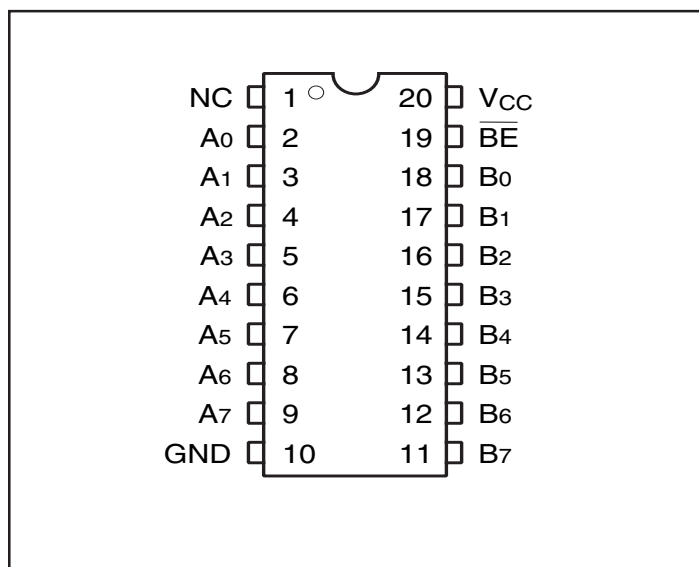 NC 1 20 VCC
A0 2 19 B̅E̅
A1 3 18 B0
A2 4 17 B1
A3 5 16 B2
A4 6 15 B3
A5 7 14 B4
A6 8 13 B5
A7 9 12 B6
GND 10 11 B7